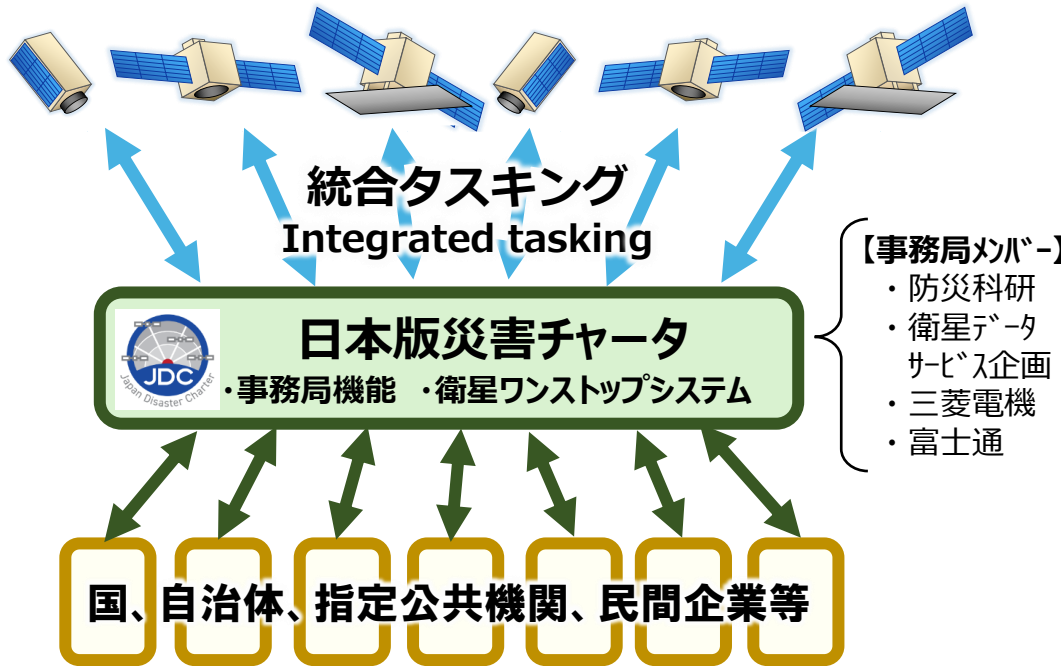 統合タスキング
Integrated tasking
【事務局ﾒﾝﾊﾞｰ】
・防災科研
・衛星ﾃﾞｰﾀ
ｻｰﾋﾞｽ企画
・三菱電機
・富士通
日本版災害チャータ
・事務局機能 ・衛星ワンストップシステム
JDC
Japan Disaster Charter
国、自治体、指定公共機関、民間企業等